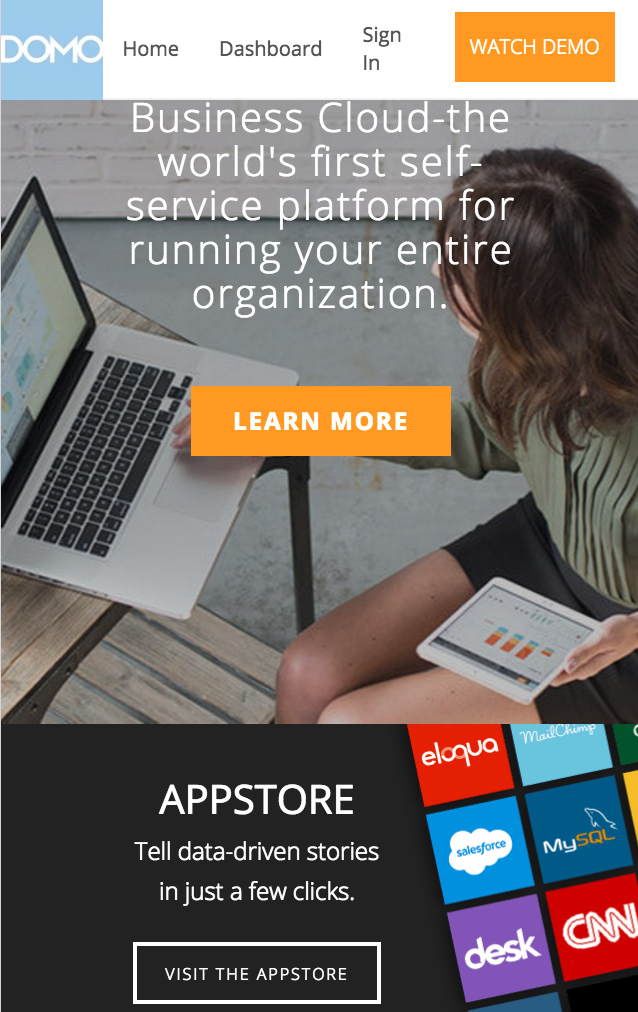 DOMO
Home
Dashboard
Sign
In
WATCH DEMO
Business Cloud-the
world's first self-
service platform for
running your entire
organization.
LEARN MORE
APPSTORE
Tell data-driven stories
in just a few clicks.
VISIT THE APPSTORE
eloqua
MailChimp
salesforce
MySQL
desk
CNN